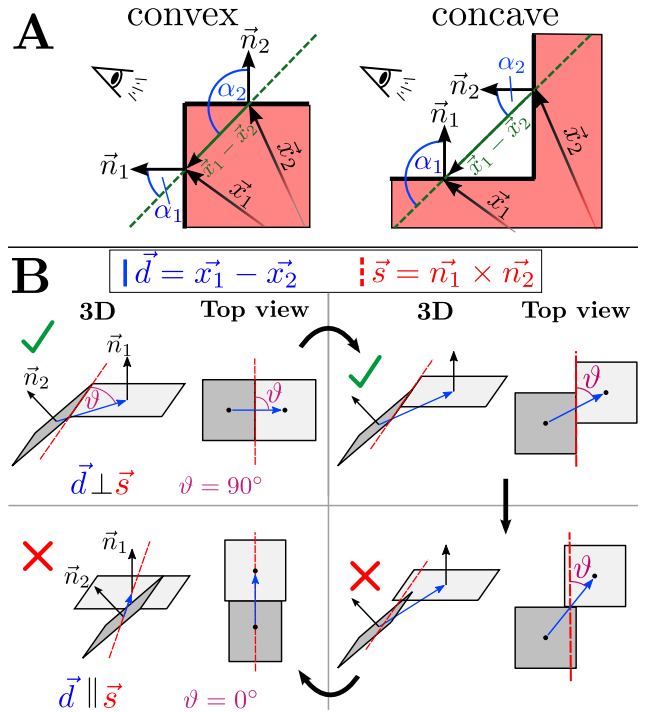 A convex concave
n⃗₂ α₂ n⃗₁ α₁ x⃗₁ − x⃗₂ x⃗₁ x⃗₂
n⃗₂ α₂ n⃗₁ α₁ x⃗₁ − x⃗₂ x⃗₁ x⃗₂
B d⃗ = x⃗₁ − x⃗₂ s⃗ = n⃗₁ × n⃗₂
3D Top view 3D Top view
n⃗₁ n⃗₂ ϑ ϑ ϑ
d⃗ ⊥ s⃗ ϑ = 90°
n⃗₁ n⃗₂ ϑ
d⃗ ∥ s⃗ ϑ = 0°